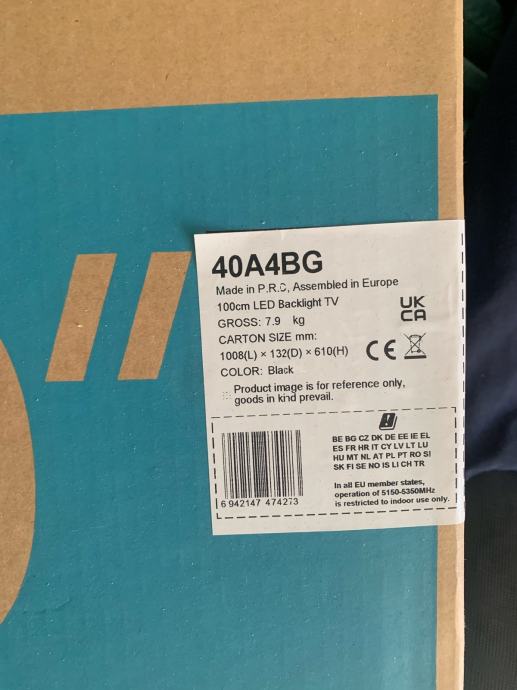 "
40A4BG
Made in P.R.C, Assembled in Europe
100cm LED Backlight TV
GROSS: 7.9 kg
CARTON SIZE mm:
1008(L) × 132(D) × 610(H)
COLOR: Black
UK
CA
CE
Product image is for reference only,
goods in kind prevail.
6 942147 474273
BE BG CZ DK DE EE IE EL
ES FR HR IT CY LV LT LU
HU MT NL AT PL PT RO SI
SK FI SE NO IS LI CH TR
In all EU member states,
operation of 5150-5350MHz
is restricted to indoor use only.